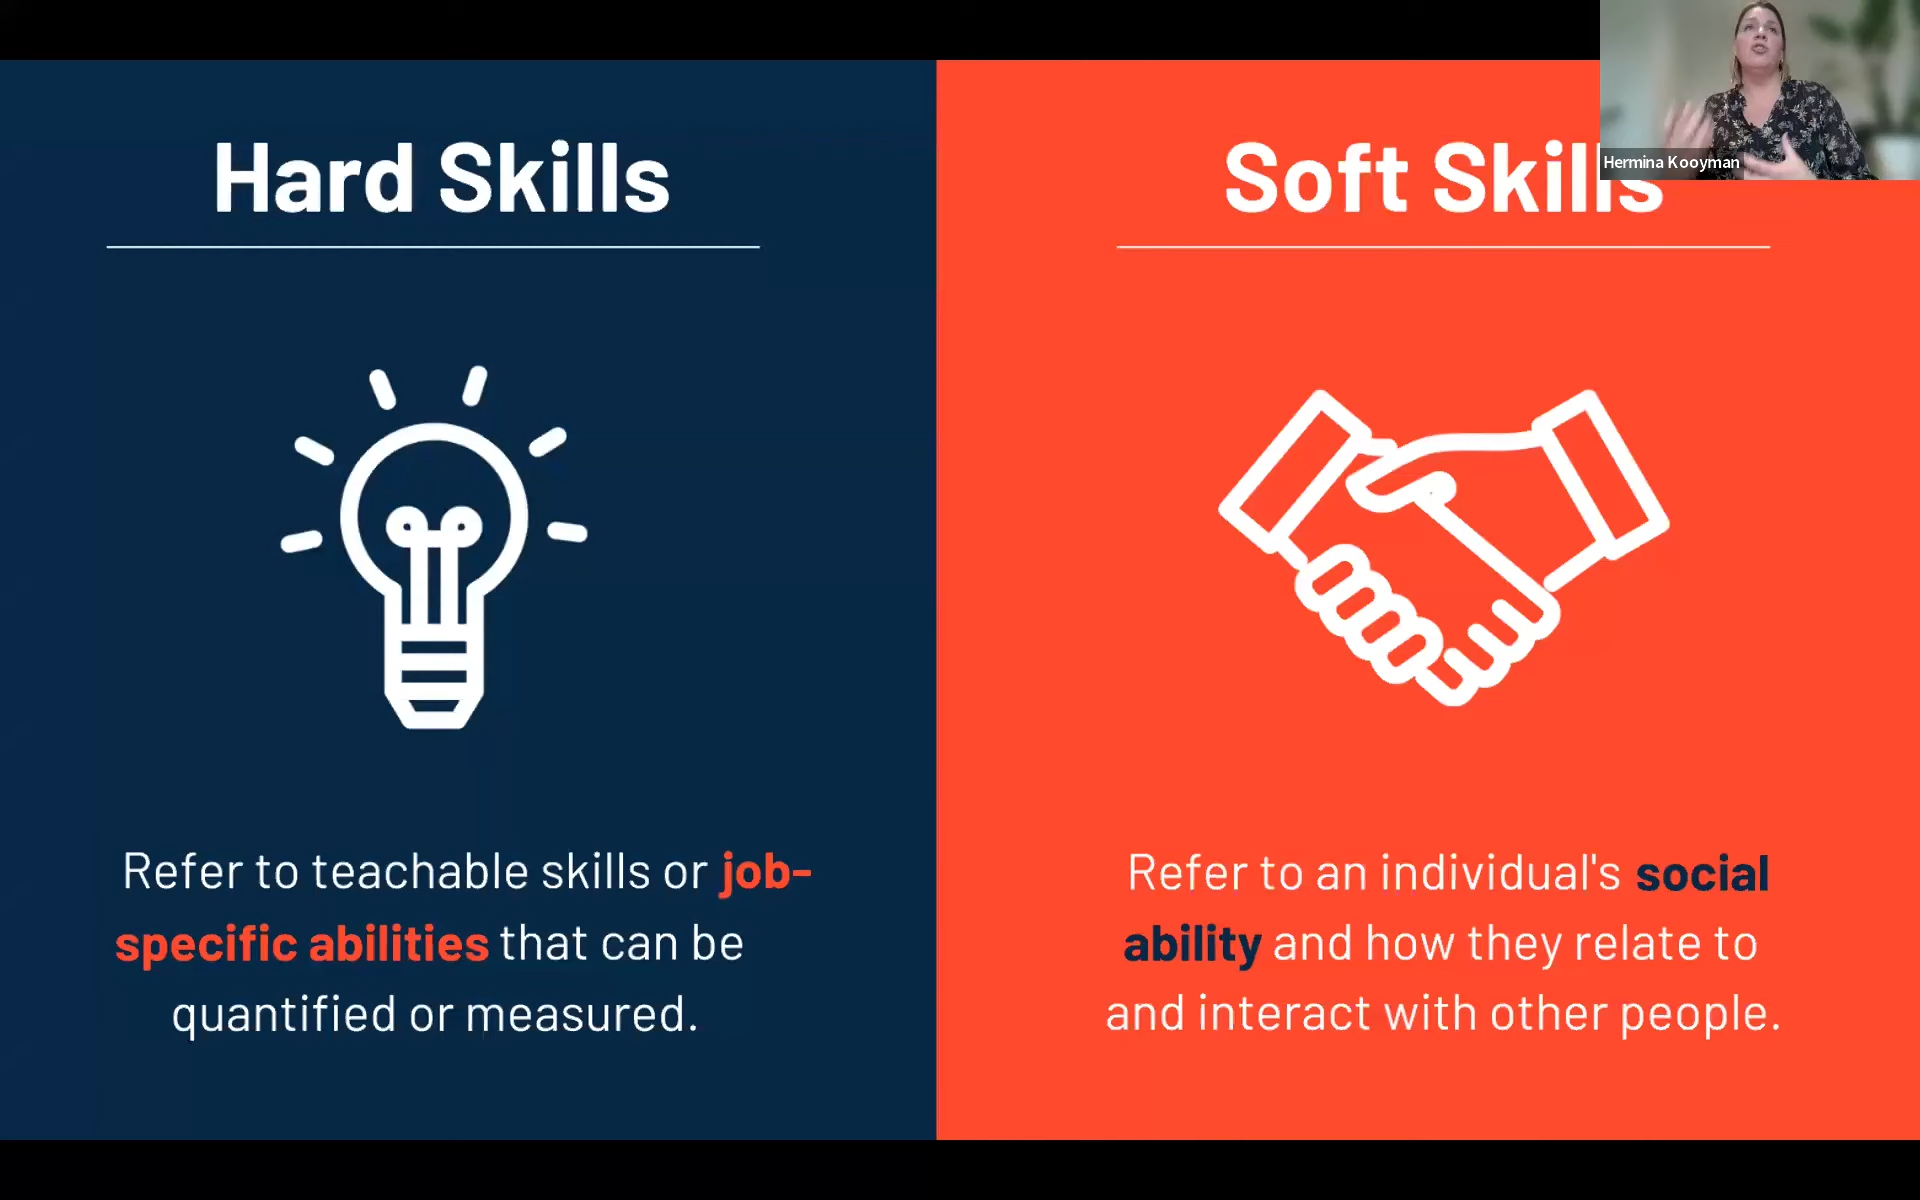 Hard Skills
Refer to teachable skills or job-
specific abilities that can be
quantified or measured.
Soft Skills
Refer to an individual's social
ability and how they relate to
and interact with other people.
Hermina Kooyman